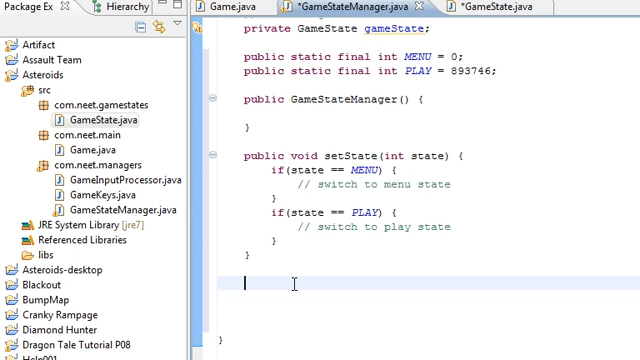 Package Ex
Hierarchy
Artifact
Assault Team
Asteroids
src
com.neet.gamestates
GameState.java
com.neet.main
Game.java
com.neet.managers
GameInputProcessor.java
GameKeys.java
GameStateManager.java
JRE System Library [jre7]
Referenced Libraries
libs
Asteroids-desktop
Blackout
BumpMap
Cranky Rampage
Diamond Hunter
Dragon Tale Tutorial P08
Help001
Game.java
*GameStateManager.java
*GameState.java
private GameState gameState;
public static final int MENU = 0;
public static final int PLAY = 893746;
public GameStateManager() {
}
public void setState(int state) {
if(state == MENU) {
// switch to menu state
}
if(state == PLAY) {
// switch to play state
}
}
}